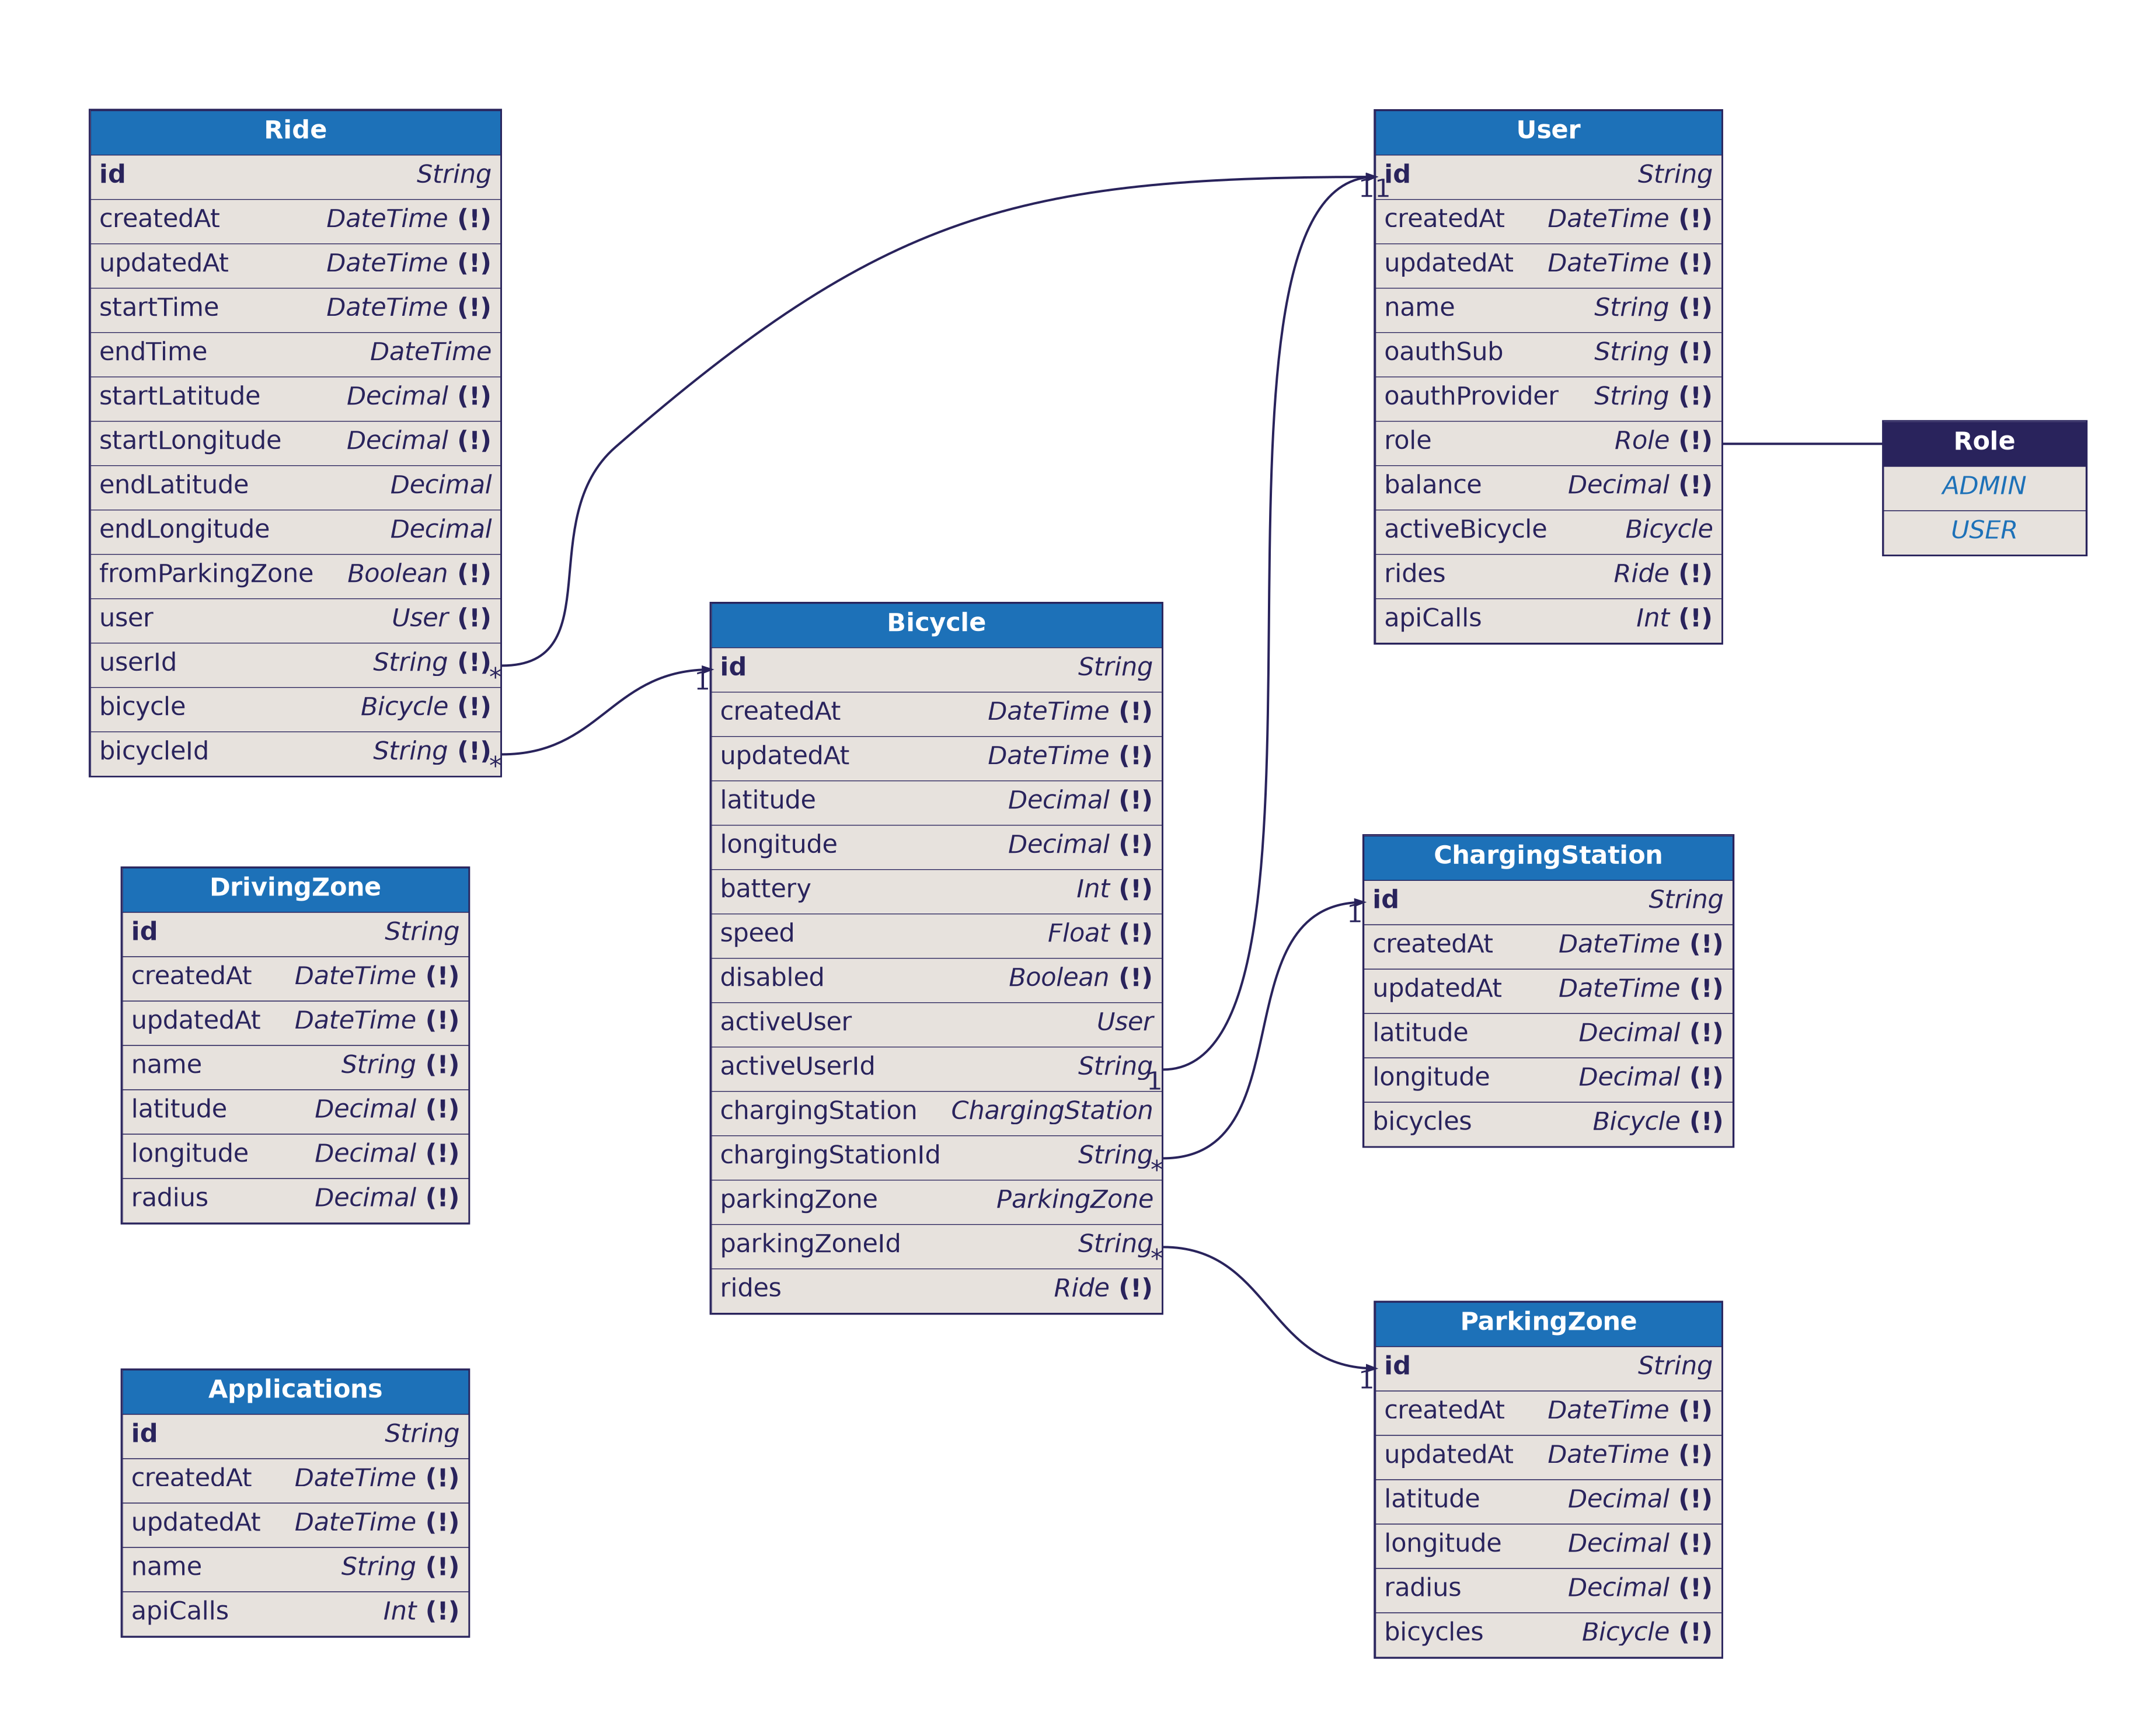 Ride
id String
createdAt DateTime (!)
updatedAt DateTime (!)
startTime DateTime (!)
endTime DateTime
startLatitude Decimal (!)
startLongitude Decimal (!)
endLatitude Decimal
endLongitude Decimal
fromParkingZone Boolean (!)
user User (!)
userId String (!)
*
bicycle Bicycle (!)
bicycleId String (!)
*
User
11
id String
createdAt DateTime (!)
updatedAt DateTime (!)
name String (!)
oauthSub String (!)
oauthProvider String (!)
role Role (!)
balance Decimal (!)
activeBicycle Bicycle
rides Ride (!)
apiCalls Int (!)
Role
ADMIN
USER
Bicycle
1
id String
createdAt DateTime (!)
updatedAt DateTime (!)
latitude Decimal (!)
longitude Decimal (!)
battery Int (!)
speed Float (!)
disabled Boolean (!)
activeUser User
activeUserId String
1
chargingStation ChargingStation
chargingStationId String
*
parkingZone ParkingZone
parkingZoneId String
*
rides Ride (!)
ChargingStation
1
id String
createdAt DateTime (!)
updatedAt DateTime (!)
latitude Decimal (!)
longitude Decimal (!)
bicycles Bicycle (!)
DrivingZone
id String
createdAt DateTime (!)
updatedAt DateTime (!)
name String (!)
latitude Decimal (!)
longitude Decimal (!)
radius Decimal (!)
ParkingZone
1
id String
createdAt DateTime (!)
updatedAt DateTime (!)
latitude Decimal (!)
longitude Decimal (!)
radius Decimal (!)
bicycles Bicycle (!)
Applications
id String
createdAt DateTime (!)
updatedAt DateTime (!)
name String (!)
apiCalls Int (!)